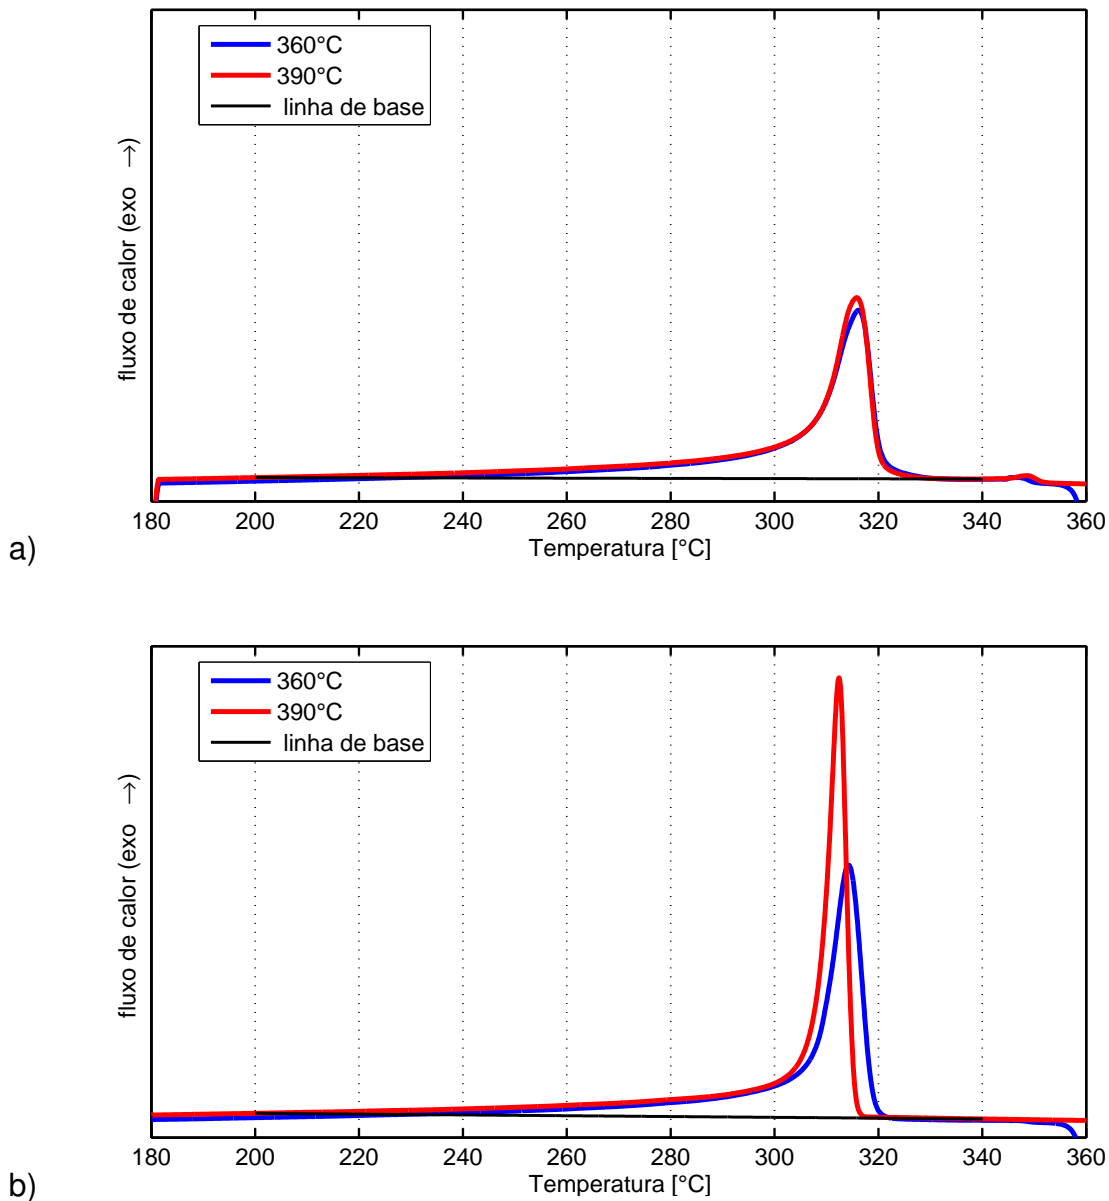 360°C
390°C
linha de base
fluxo de calor (exo →)
180 200 220 240 260 280 300 320 340 360
Temperatura [°C]
a)
360°C
390°C
linha de base
fluxo de calor (exo →)
180 200 220 240 260 280 300 320 340 360
Temperatura [°C]
b)